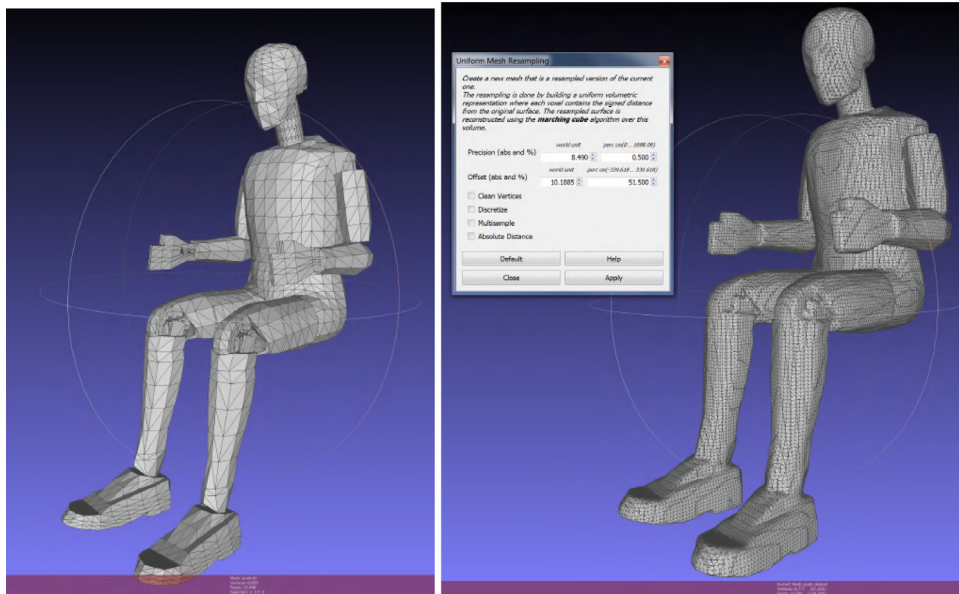 Uniform Mesh Resampling
Create a new mesh that is a resampled version of the current
one.
The resampling is done by building a uniform volumetric
representation where each voxel contains the signed distance
from the original surface. The resampled surface is
reconstructed using the marching cube algorithm over this
volume.
world unit
Precision (abs and %)
8.490
0.500
world unit
Offset (abs and %)
10.1885
51.500
Clean Vertices
Discretize
Multisample
Absolute Distance
Default
Help
Close
Apply